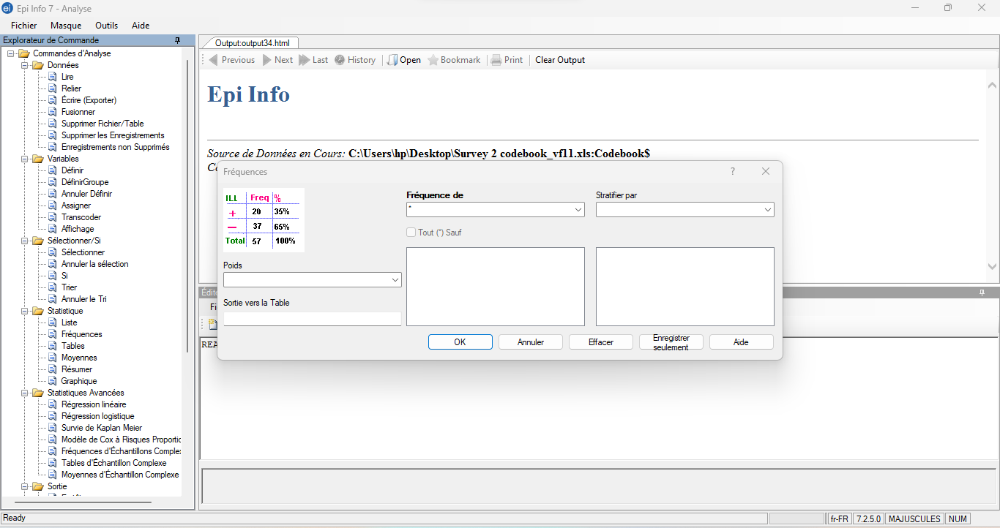 Epi Info 7 - Analyse
Fichier Masque Outils Aide
Explorateur de Commande
Commandes d'Analyse
Données
Lire
Relier
Écrire (Exporter)
Fusionner
Supprimer Fichier/Table
Supprimer les Enregistrements
Enregistrements non Supprimés
Variables
Définir
DéfinirGroupe
Annuler Définir
Assigner
Transcoder
Affichage
Sélectionner/Si
Sélectionner
Annuler la sélection
Si
Trier
Annuler le Tri
Statistique
Liste
Fréquences
Tables
Moyennes
Résumer
Graphique
Statistiques Avancées
Régression linéaire
Régression logistique
Survie de Kaplan Meier
Modèle de Cox à Risques Proportic
Fréquences d'Échantillons Comple
Tables d'Échantillon Complexe
Moyennes d'Échantillon Complexe
Sortie
Output:output34.html
Previous Next Last History Open Bookmark Print Clear Output
Epi Info
Source de Données en Cours: C:\Users\hp\Desktop\Survey 2 codebook_vf11.xls:Codebook$
Fréquences ?
ILL Freq %
+ 20 35%
— 37 65%
Total 57 100%
Poids
Sortie vers la Table
Fréquence de
*
Tout (*) Sauf
Stratifier par
OK Annuler Effacer Enregistrer seulement Aide
Édite
Fi
REA
Ready fr-FR 7.2.5.0 MAJUSCULES NUM